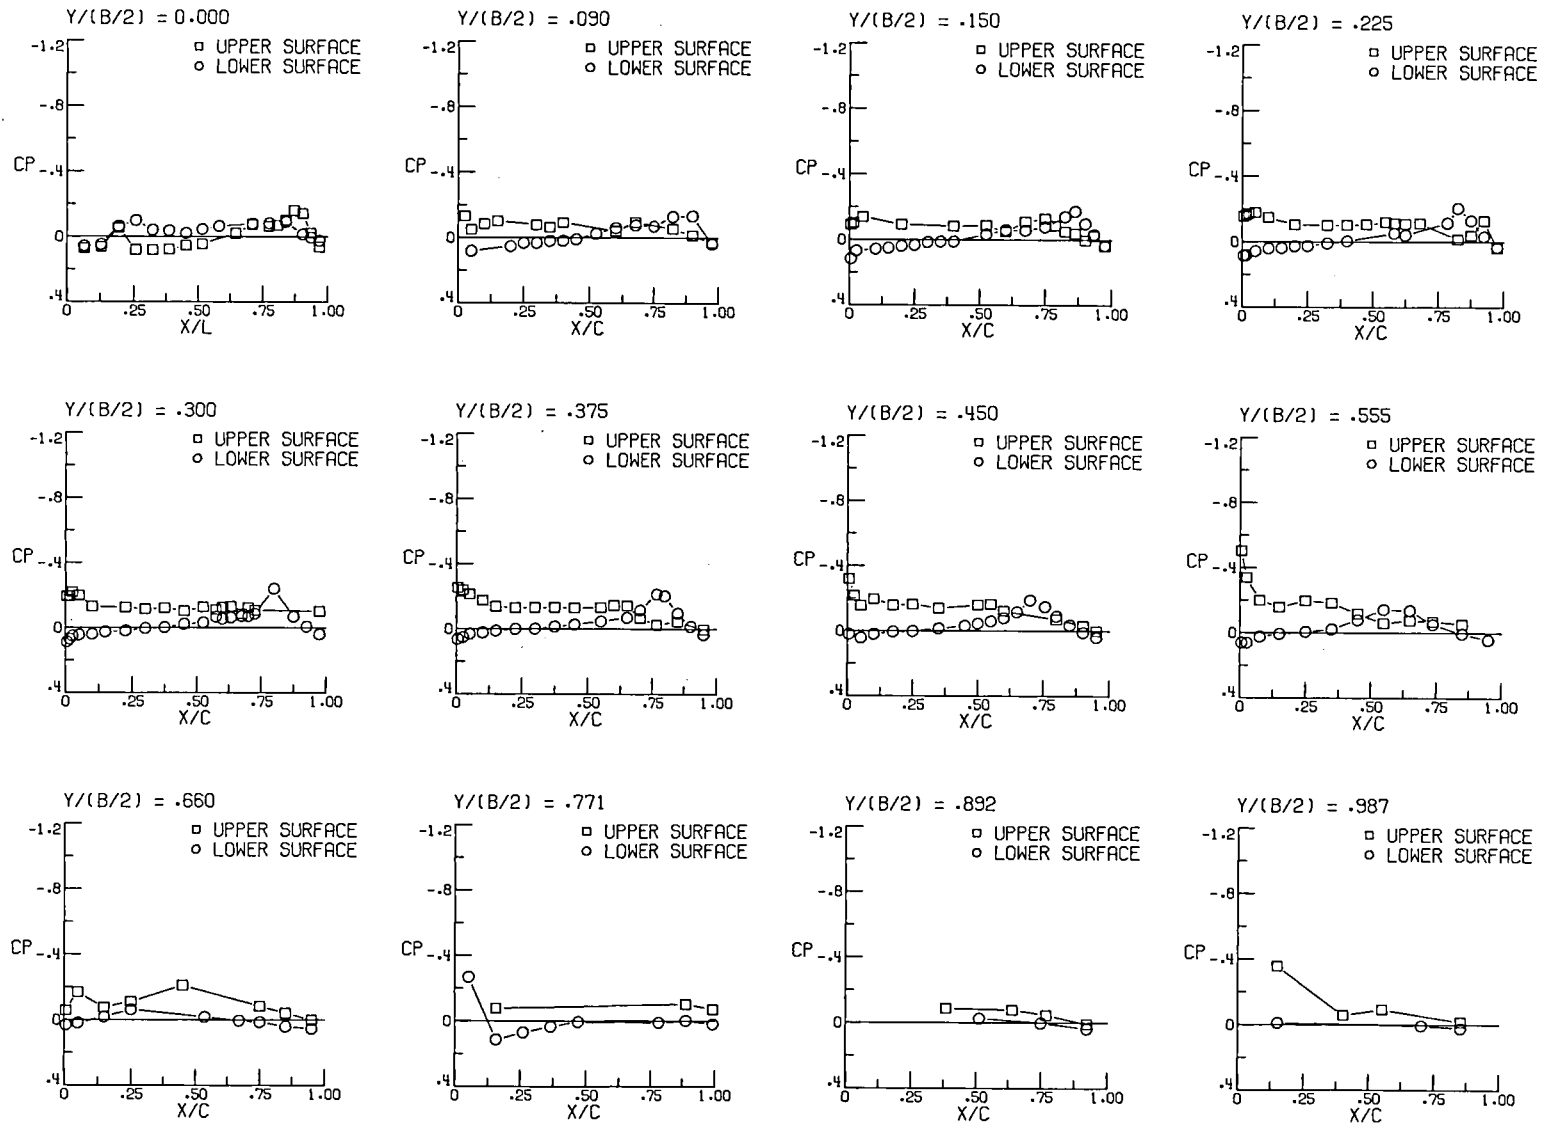 Y/(B/2) = 0.000
□ UPPER SURFACE
○ LOWER SURFACE
-1.2
-.8
CP -.4
0
.4
0 .25 .50 .75 1.00
X/L
Y/(B/2) = .090
□ UPPER SURFACE
○ LOWER SURFACE
-1.2
-.8
CP -.4
0
.4
0 .25 .50 .75 1.00
X/C
Y/(B/2) = .150
□ UPPER SURFACE
○ LOWER SURFACE
-1.2
-.8
CP -.4
0
.4
0 .25 .50 .75 1.00
X/C
Y/(B/2) = .225
□ UPPER SURFACE
○ LOWER SURFACE
-1.2
-.8
CP -.4
0
.4
0 .25 .50 .75 1.00
X/C
Y/(B/2) = .300
□ UPPER SURFACE
○ LOWER SURFACE
-1.2
-.8
CP -.4
0
.4
0 .25 .50 .75 1.00
X/C
Y/(B/2) = .375
□ UPPER SURFACE
○ LOWER SURFACE
-1.2
-.8
CP -.4
0
.4
0 .25 .50 .75 1.00
X/C
Y/(B/2) = .450
□ UPPER SURFACE
○ LOWER SURFACE
-1.2
-.8
CP -.4
0
.4
0 .25 .50 .75 1.00
X/C
Y/(B/2) = .555
□ UPPER SURFACE
○ LOWER SURFACE
-1.2
-.8
CP -.4
0
.4
0 .25 .50 .75 1.00
X/C
Y/(B/2) = .660
□ UPPER SURFACE
○ LOWER SURFACE
-1.2
-.8
CP -.4
0
.4
0 .25 .50 .75 1.00
X/C
Y/(B/2) = .771
□ UPPER SURFACE
○ LOWER SURFACE
-1.2
-.8
CP -.4
0
.4
0 .25 .50 .75 1.00
X/C
Y/(B/2) = .892
□ UPPER SURFACE
○ LOWER SURFACE
-1.2
-.8
CP -.4
0
.4
0 .25 .50 .75 1.00
X/C
Y/(B/2) = .987
□ UPPER SURFACE
○ LOWER SURFACE
-1.2
-.8
CP -.4
0
.4
0 .25 .50 .75 1.00
X/C